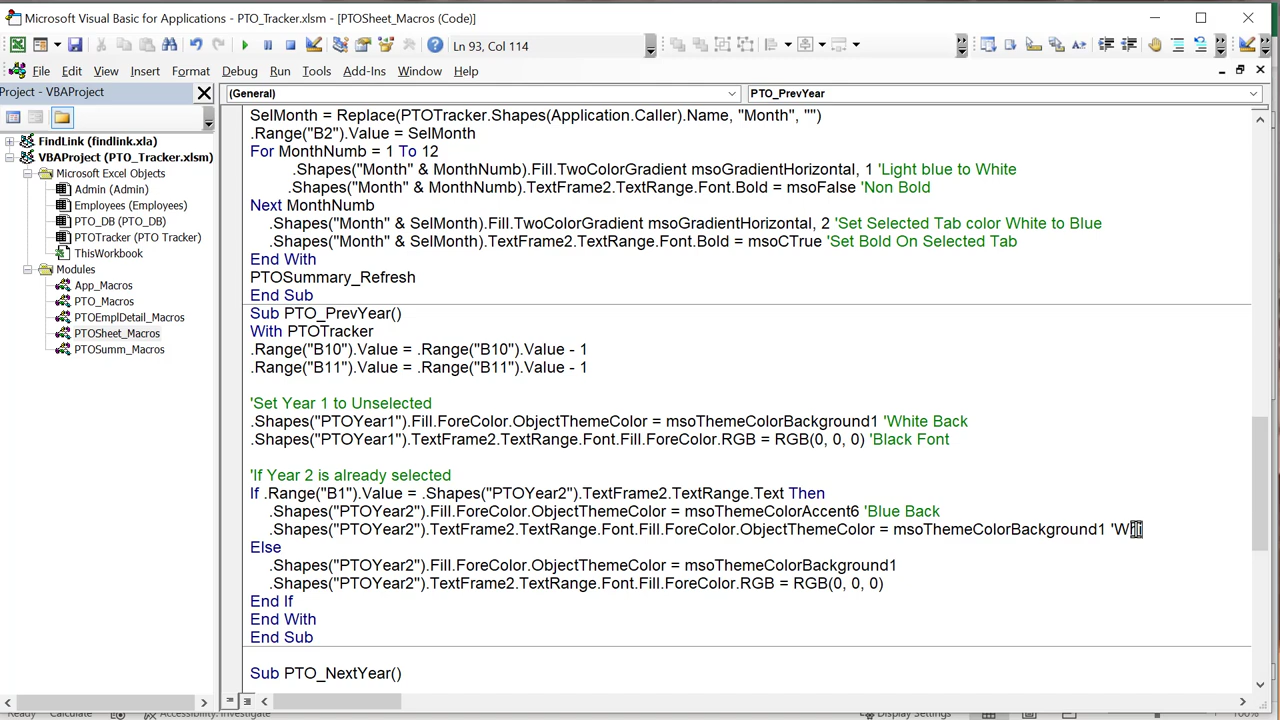 Microsoft Visual Basic for Applications - PTO_Tracker.xlsm - [PTOSheet_Macros (Code)]
Ln 93, Col 114
File Edit View Insert Format Debug Run Tools Add-Ins Window Help
Project - VBAProject
(General)
PTO_PrevYear
FindLink (findlink.xla)
VBAProject (PTO_Tracker.xlsm)
Microsoft Excel Objects
Admin (Admin)
Employees (Employees)
PTO_DB (PTO_DB)
PTOTracker (PTO Tracker)
ThisWorkbook
Modules
App_Macros
PTO_Macros
PTOEmplDetail_Macros
PTOSheet_Macros
PTOSumm_Macros
SelMonth = Replace(PTOTracker.Shapes(Application.Caller).Name, "Month", "")
.Range("B2").Value = SelMonth
For MonthNumb = 1 To 12
.Shapes("Month" & MonthNumb).Fill.TwoColorGradient msoGradientHorizontal, 1 'Light blue to White
.Shapes("Month" & MonthNumb).TextFrame2.TextRange.Font.Bold = msoFalse 'Non Bold
Next MonthNumb
.Shapes("Month" & SelMonth).Fill.TwoColorGradient msoGradientHorizontal, 2 'Set Selected Tab color White to Blue
.Shapes("Month" & SelMonth).TextFrame2.TextRange.Font.Bold = msoCTrue 'Set Bold On Selected Tab
End With
PTOSummary_Refresh
End Sub
Sub PTO_PrevYear()
With PTOTracker
.Range("B10").Value = .Range("B10").Value - 1
.Range("B11").Value = .Range("B11").Value - 1
'Set Year 1 to Unselected
.Shapes("PTOYear1").Fill.ForeColor.ObjectThemeColor = msoThemeColorBackground1 'White Back
.Shapes("PTOYear1").TextFrame2.TextRange.Font.Fill.ForeColor.RGB = RGB(0, 0, 0) 'Black Font
'If Year 2 is already selected
If .Range("B1").Value = .Shapes("PTOYear2").TextFrame2.TextRange.Text Then
.Shapes("PTOYear2").Fill.ForeColor.ObjectThemeColor = msoThemeColorAccent6 'Blue Back
.Shapes("PTOYear2").TextFrame2.TextRange.Font.Fill.ForeColor.ObjectThemeColor = msoThemeColorBackground1 'W
Else
.Shapes("PTOYear2").Fill.ForeColor.ObjectThemeColor = msoThemeColorBackground1
.Shapes("PTOYear2").TextFrame2.TextRange.Font.Fill.ForeColor.RGB = RGB(0, 0, 0)
End If
End With
End Sub
Sub PTO_NextYear()